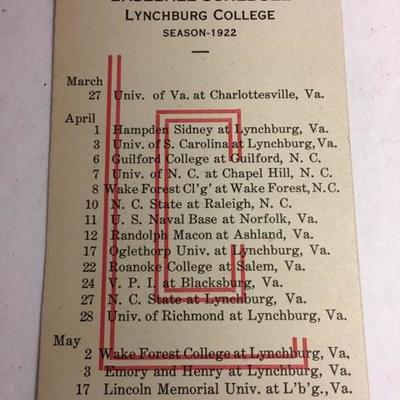 BASEBALL SCHEDULE
LYNCHBURG COLLEGE
SEASON-1922
March
27 Univ. of Va. at Charlottesville, Va.
April
1 Hampden Sidney at Lynchburg, Va.
3 Univ. of S. Carolina at Lynchburg, Va.
6 Guilford College at Guilford, N. C.
7 Univ. of N. C. at Chapel Hill, N. C.
8 Wake Forest Cl'g' at Wake Forest, N.C.
10 N. C. State at Raleigh, N. C.
11 U. S. Naval Base at Norfolk, Va.
12 Randolph Macon at Ashland, Va.
17 Oglethorp Univ. at Lynchburg, Va.
22 Roanoke College at Salem, Va.
24 V. P. I. at Blacksburg, Va.
27 N. C. State at Lynchburg, Va.
28 Univ. of Richmond at Lynchburg, Va.
May
2 Wake Forest College at Lynchburg, Va,
3 Emory and Henry at Lynchburg, Va.
17 Lincoln Memorial Univ. at L'b'g., Va.
LC